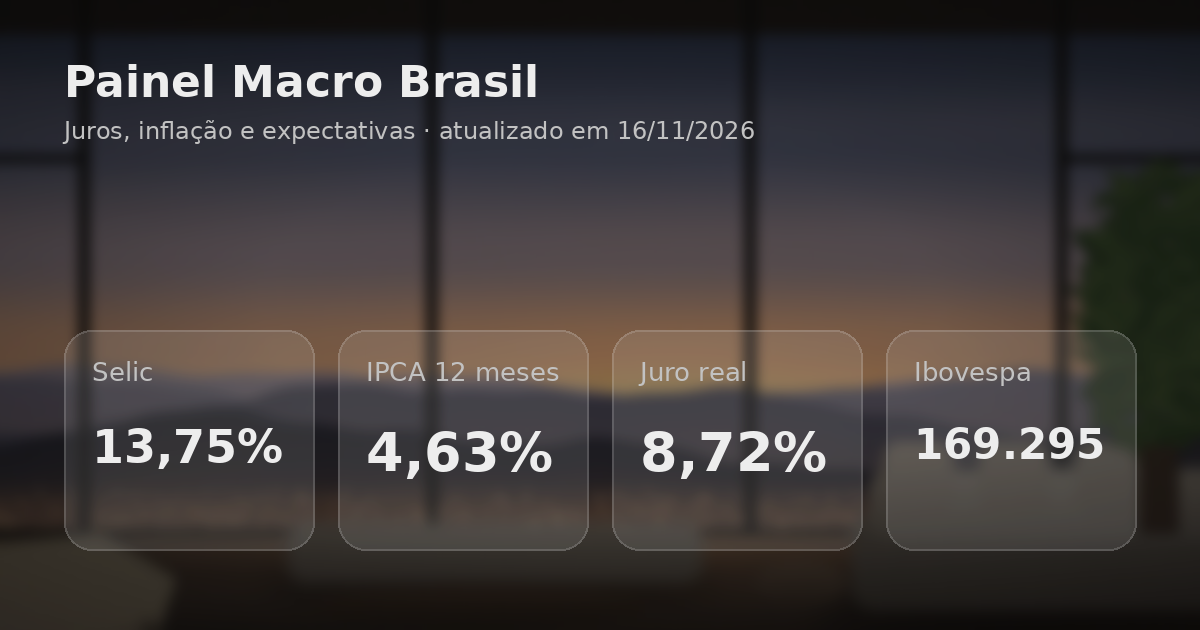 Painel Macro Brasil
Juros, inflação e expectativas · atualizado em 16/11/2026
Selic
13,75%
IPCA 12 meses
4,63%
Juro real
8,72%
Ibovespa
169.295